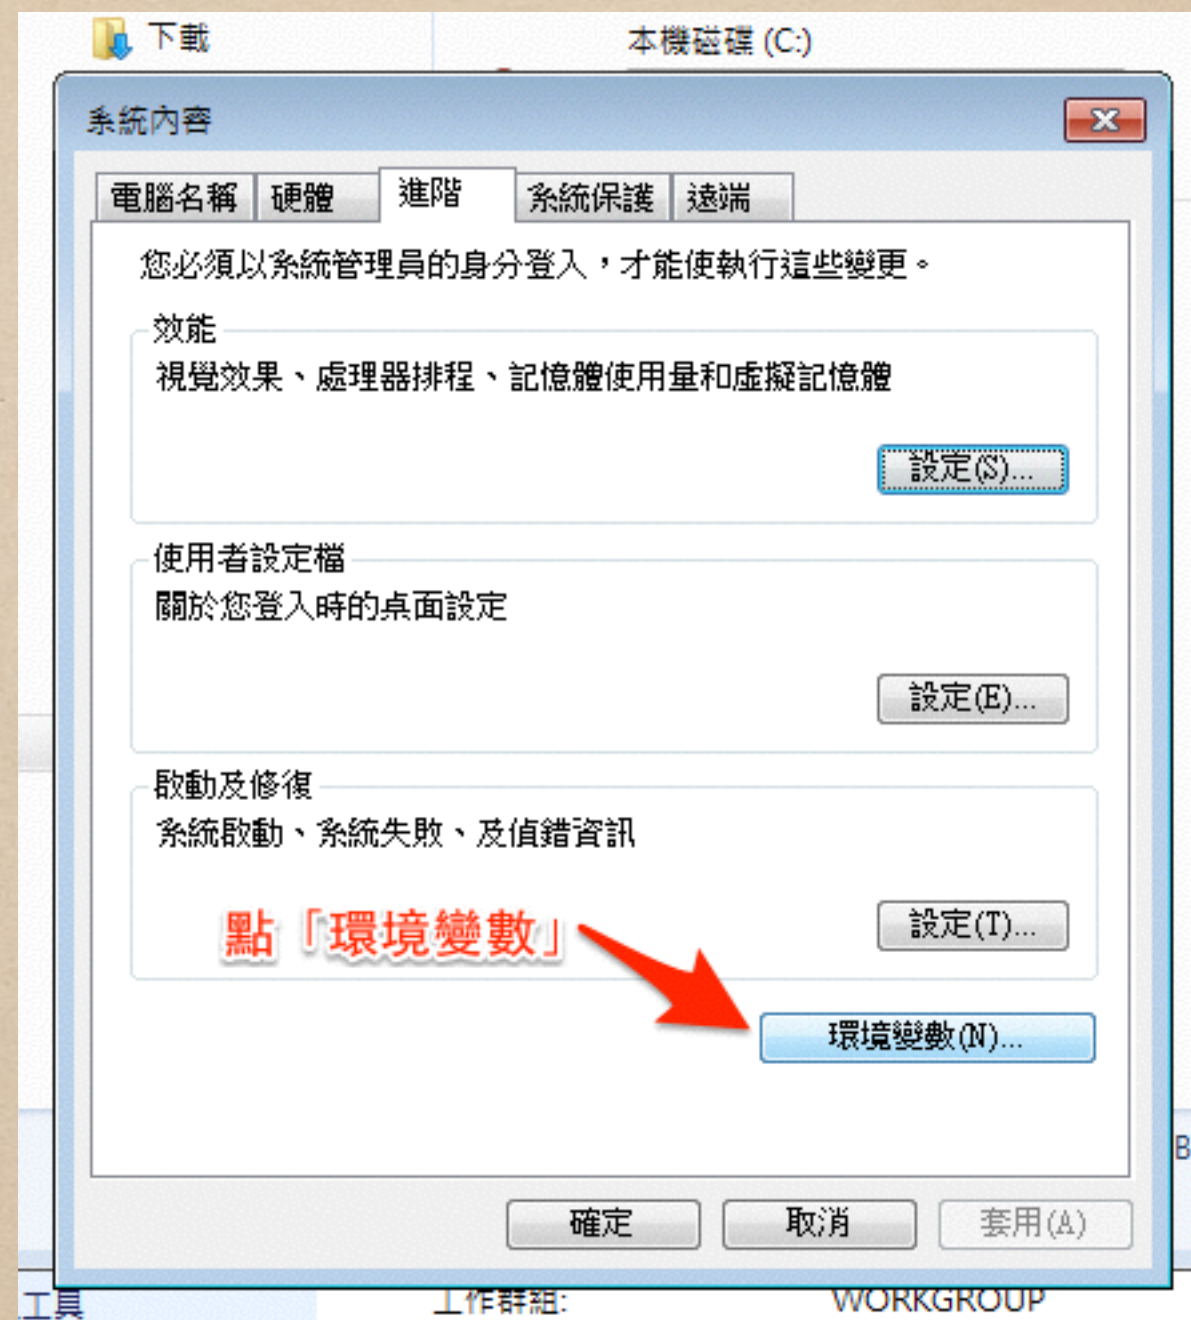 下載
本機磁碟 (C:)
系統內容
電腦名稱 硬體 進階 系統保護 遠端
您必須以系統管理員的身分登入，才能使執行這些變更。
效能
視覺效果、處理器排程、記憶體使用量和虛擬記憶體
設定(S)...
使用者設定檔
關於您登入時的桌面設定
設定(E)...
啟動及修復
系統啟動、系統失敗、及偵錯資訊
設定(T)...
點「環境變數」
環境變數(N)...
B
確定 取消 套用(A)
工具
工作群組: WORKGROUP